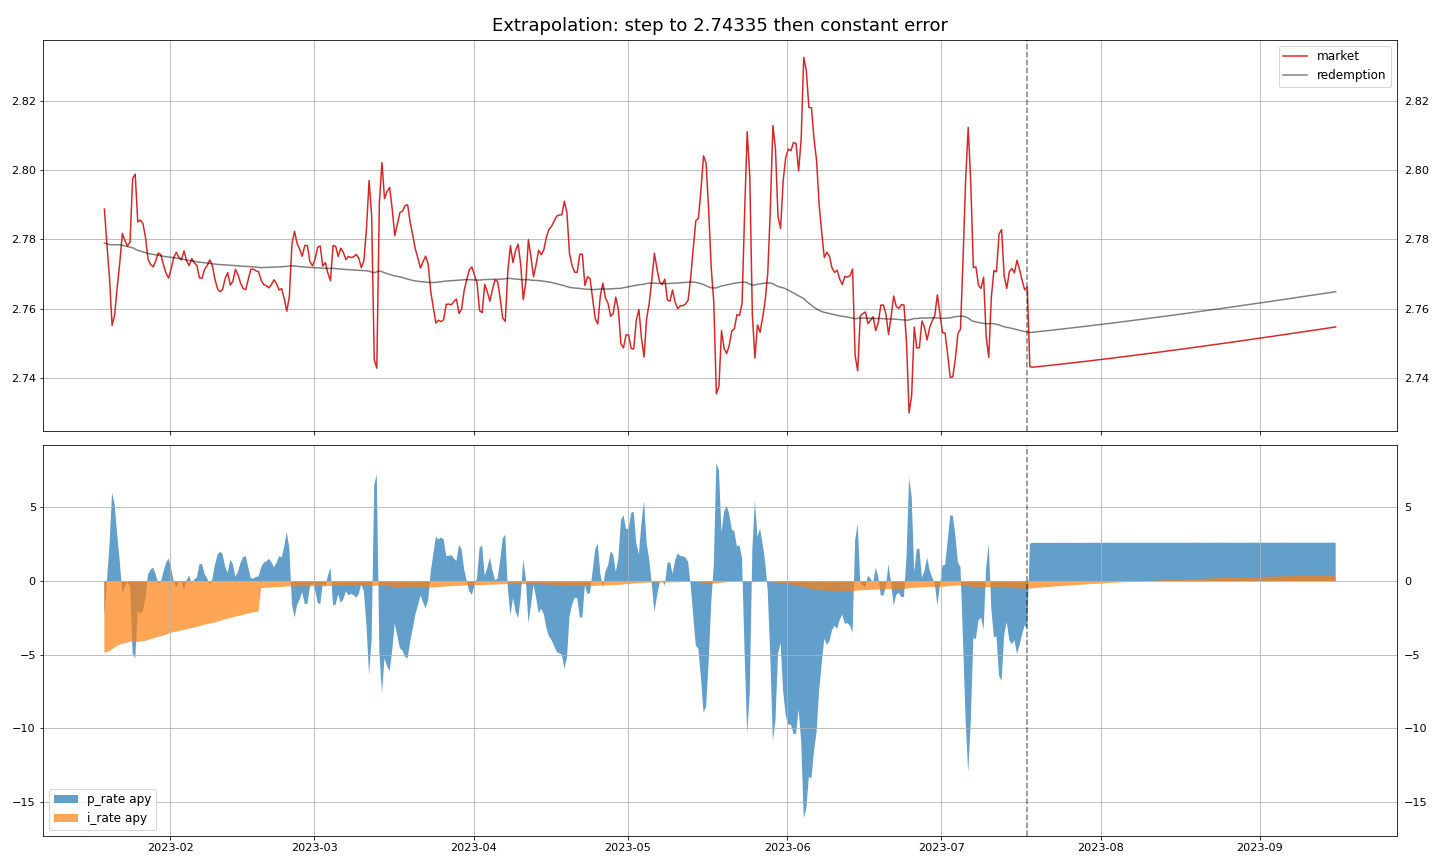 Extrapolation: step to 2.74335 then constant error
market
redemption
2.82 2.82
2.80 2.80
2.78 2.78
2.76 2.76
2.74 2.74
5 5
0 0
−5 −5
−10 −10
−15 −15
p_rate apy
i_rate apy
2023-02 2023-03 2023-04 2023-05 2023-06 2023-07 2023-08 2023-09